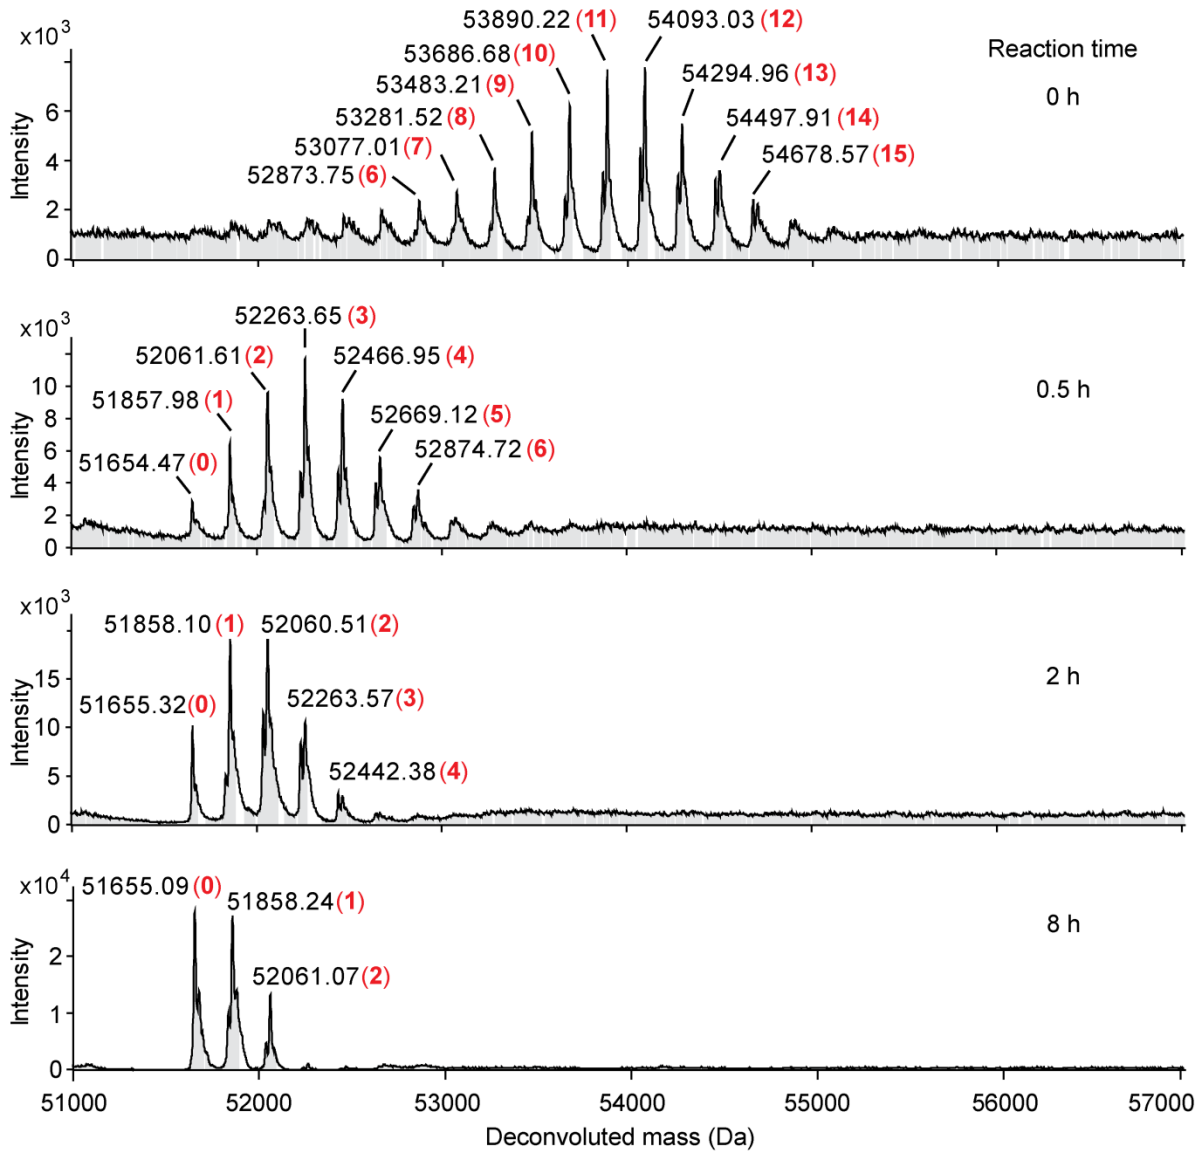 53890.22 (11) 54093.03 (12)
x10³ 53686.68 (10) Reaction time
53483.21 (9) 54294.96 (13)
0 h
53281.52 (8) 54497.91 (14)
53077.01 (7) 54678.57 (15)
52873.75 (6)
Intensity
6
4
2
0
x10³ 52263.65 (3)
52061.61 (2) 52466.95 (4)
0.5 h
51857.98 (1) 52669.12 (5)
52874.72 (6)
51654.47 (0)
Intensity
10
8
6
4
2
0
x10³
51858.10 (1) 52060.51 (2)
2 h
51655.32 (0) 52263.57 (3)
52442.38 (4)
Intensity
15
10
5
0
x10⁴ 51655.09 (0)
51858.24 (1)
8 h
52061.07 (2)
Intensity
2
1
0
51000 52000 53000 54000 55000 56000 57000
Deconvoluted mass (Da)